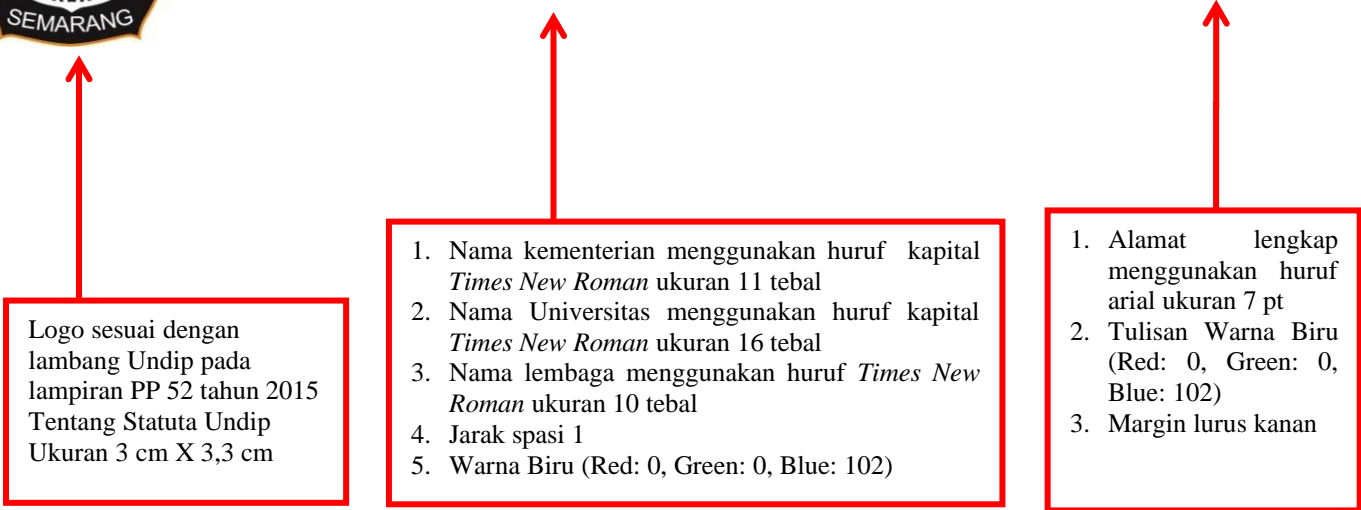 SEMARANG
Logo sesuai dengan
lambang Undip pada
lampiran PP 52 tahun 2015
Tentang Statuta Undip
Ukuran 3 cm X 3,3 cm
1. Nama kementerian menggunakan huruf kapital
Times New Roman ukuran 11 tebal
2. Nama Universitas menggunakan huruf kapital
Times New Roman ukuran 16 tebal
3. Nama lembaga menggunakan huruf Times New
Roman ukuran 10 tebal
4. Jarak spasi 1
5. Warna Biru (Red: 0, Green: 0, Blue: 102)
1. Alamat lengkap
menggunakan huruf
arial ukuran 7 pt
2. Tulisan Warna Biru
(Red: 0, Green: 0,
Blue: 102)
3. Margin lurus kanan